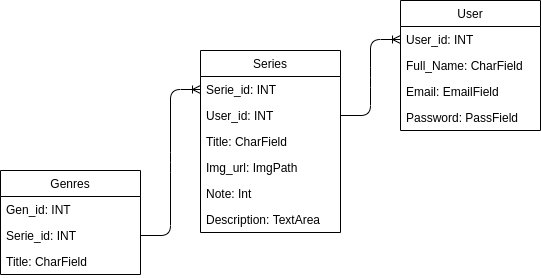 User
User_id: INT
Full_Name: CharField
Email: EmailField
Password: PassField
Series
Serie_id: INT
User_id: INT
Title: CharField
Img_url: ImgPath
Note: Int
Description: TextArea
Genres
Gen_id: INT
Serie_id: INT
Title: CharField